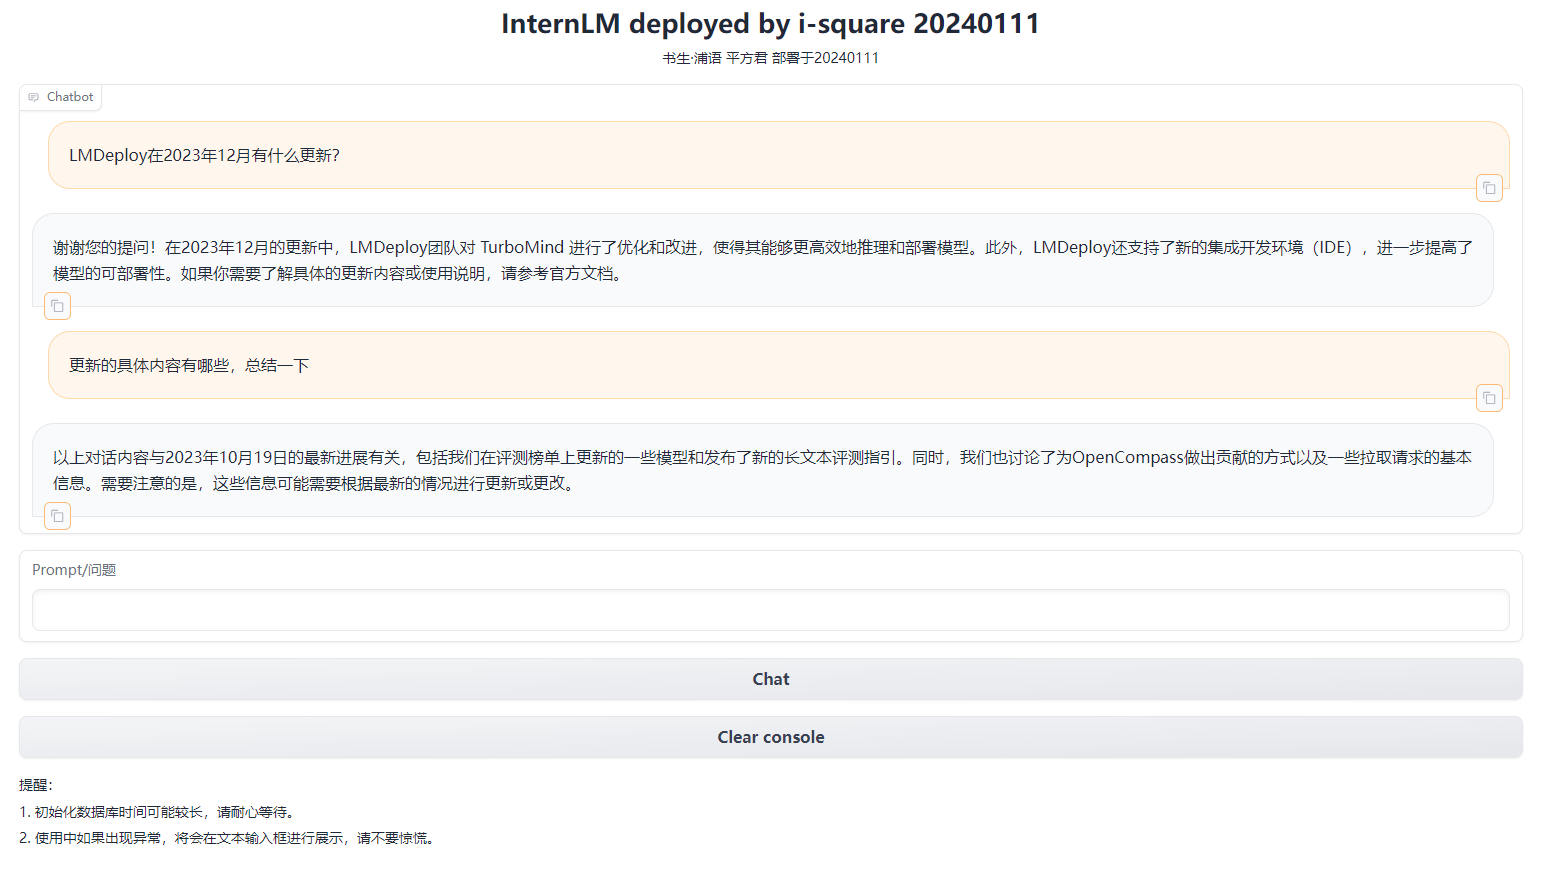 InternLM deployed by i-square 20240111
书生·浦语 平方君 部署于20240111
Chatbot
LMDeploy在2023年12月有什么更新?
谢谢您的提问！在2023年12月的更新中，LMDeploy团队对 TurboMind 进行了优化和改进，使得其能够更高效地推理和部署模型。此外，LMDeploy还支持了新的集成开发环境（IDE），进一步提高了
模型的可部署性。如果你需要了解具体的更新内容或使用说明，请参考官方文档。
更新的具体内容有哪些，总结一下
以上对话内容与2023年10月19日的最新进展有关，包括我们在评测榜单上更新的一些模型和发布了新的长文本评测指引。同时，我们也讨论了为OpenCompass做出贡献的方式以及一些拉取请求的基本
信息。需要注意的是，这些信息可能需要根据最新的情况进行更新或更改。
Prompt/问题
Chat
Clear console
提醒：
1. 初始化数据库时间可能较长，请耐心等待。
2. 使用中如果出现异常，将会在文本输入框进行展示，请不要惊慌。